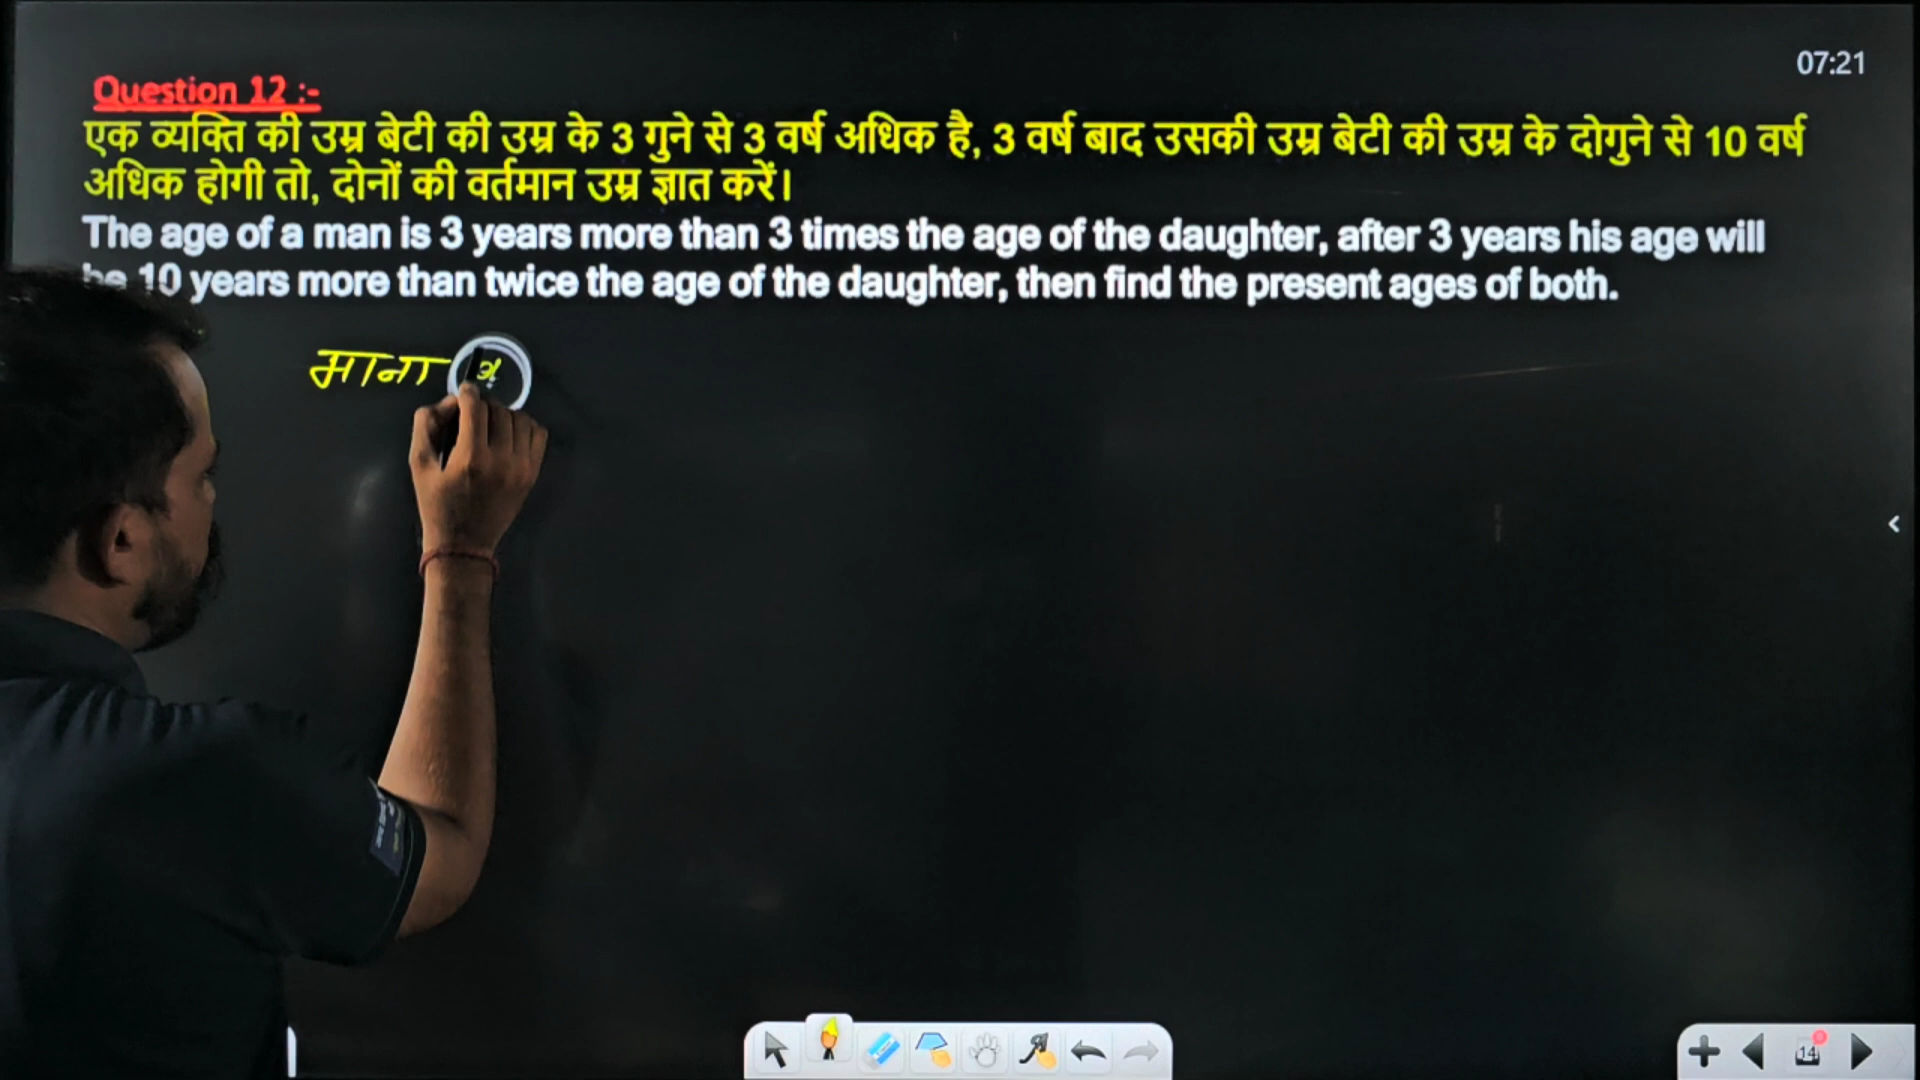 07:21
Question 12 :-
एक व्यक्ति की उम्र बेटी की उम्र के 3 गुने से 3 वर्ष अधिक है, 3 वर्ष बाद उसकी उम्र बेटी की उम्र के दोगुने से 10 वर्ष
अधिक होगी तो, दोनों की वर्तमान उम्र ज्ञात करें।
The age of a man is 3 years more than 3 times the age of the daughter, after 3 years his age will
be 10 years more than twice the age of the daughter, then find the present ages of both.
माना
14